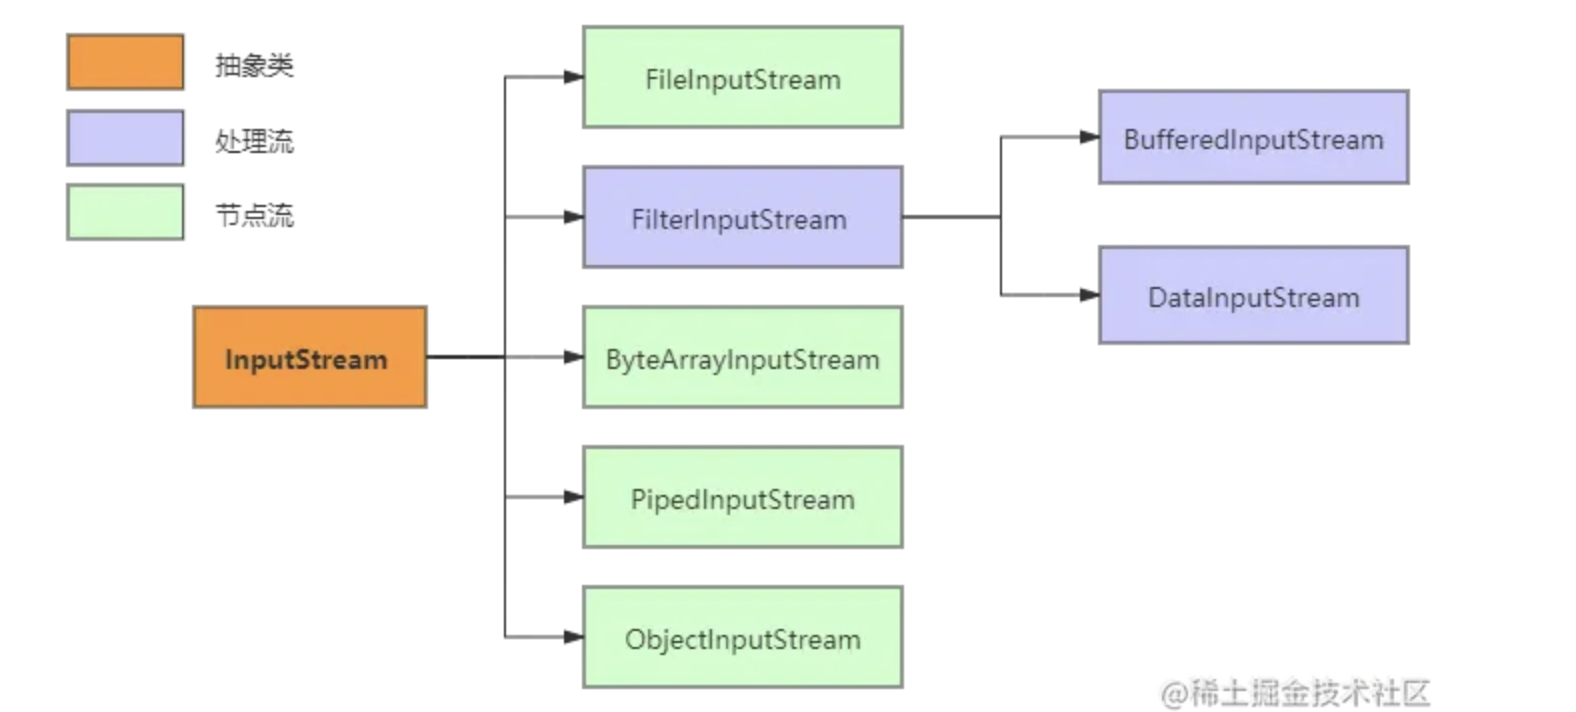 抽象类
处理流
节点流
InputStream
FileInputStream
FilterInputStream
ByteArrayInputStream
PipedInputStream
ObjectInputStream
BufferedInputStream
DataInputStream
@稀土掘金技术社区